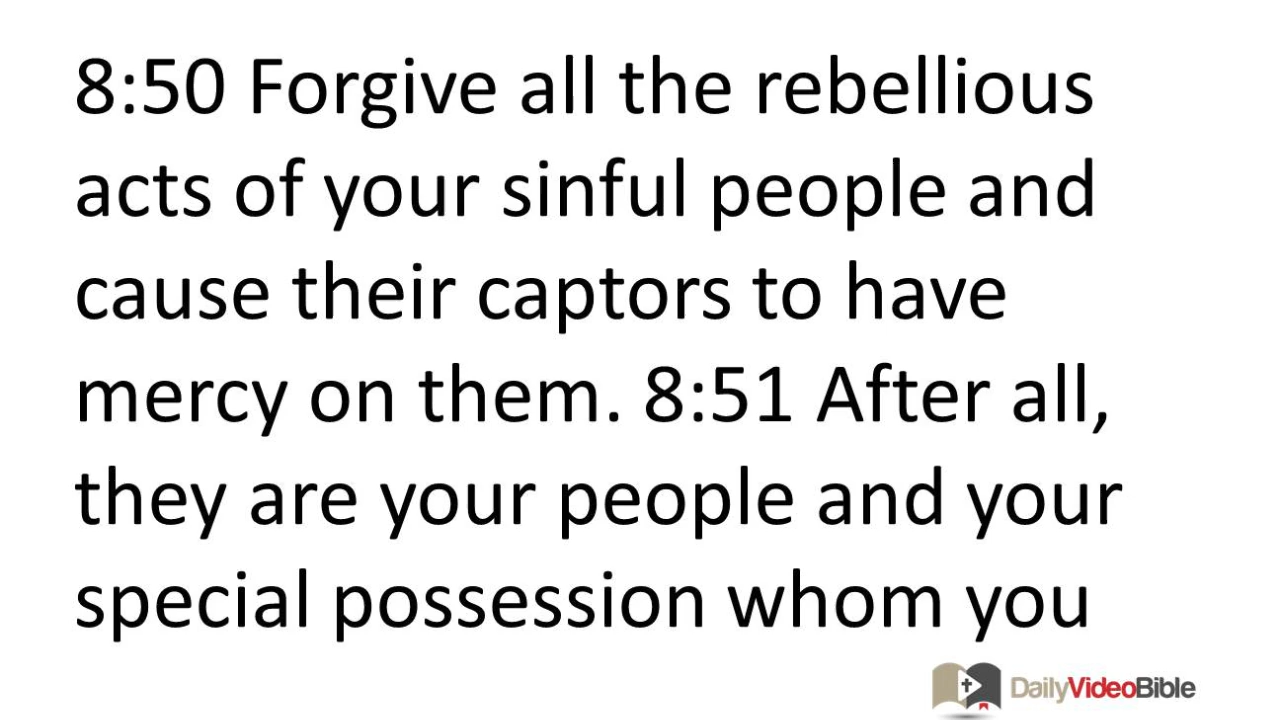 8:50 Forgive all the rebellious
acts of your sinful people and
cause their captors to have
mercy on them. 8:51 After all,
they are your people and your
special possession whom you
DailyVideoBible